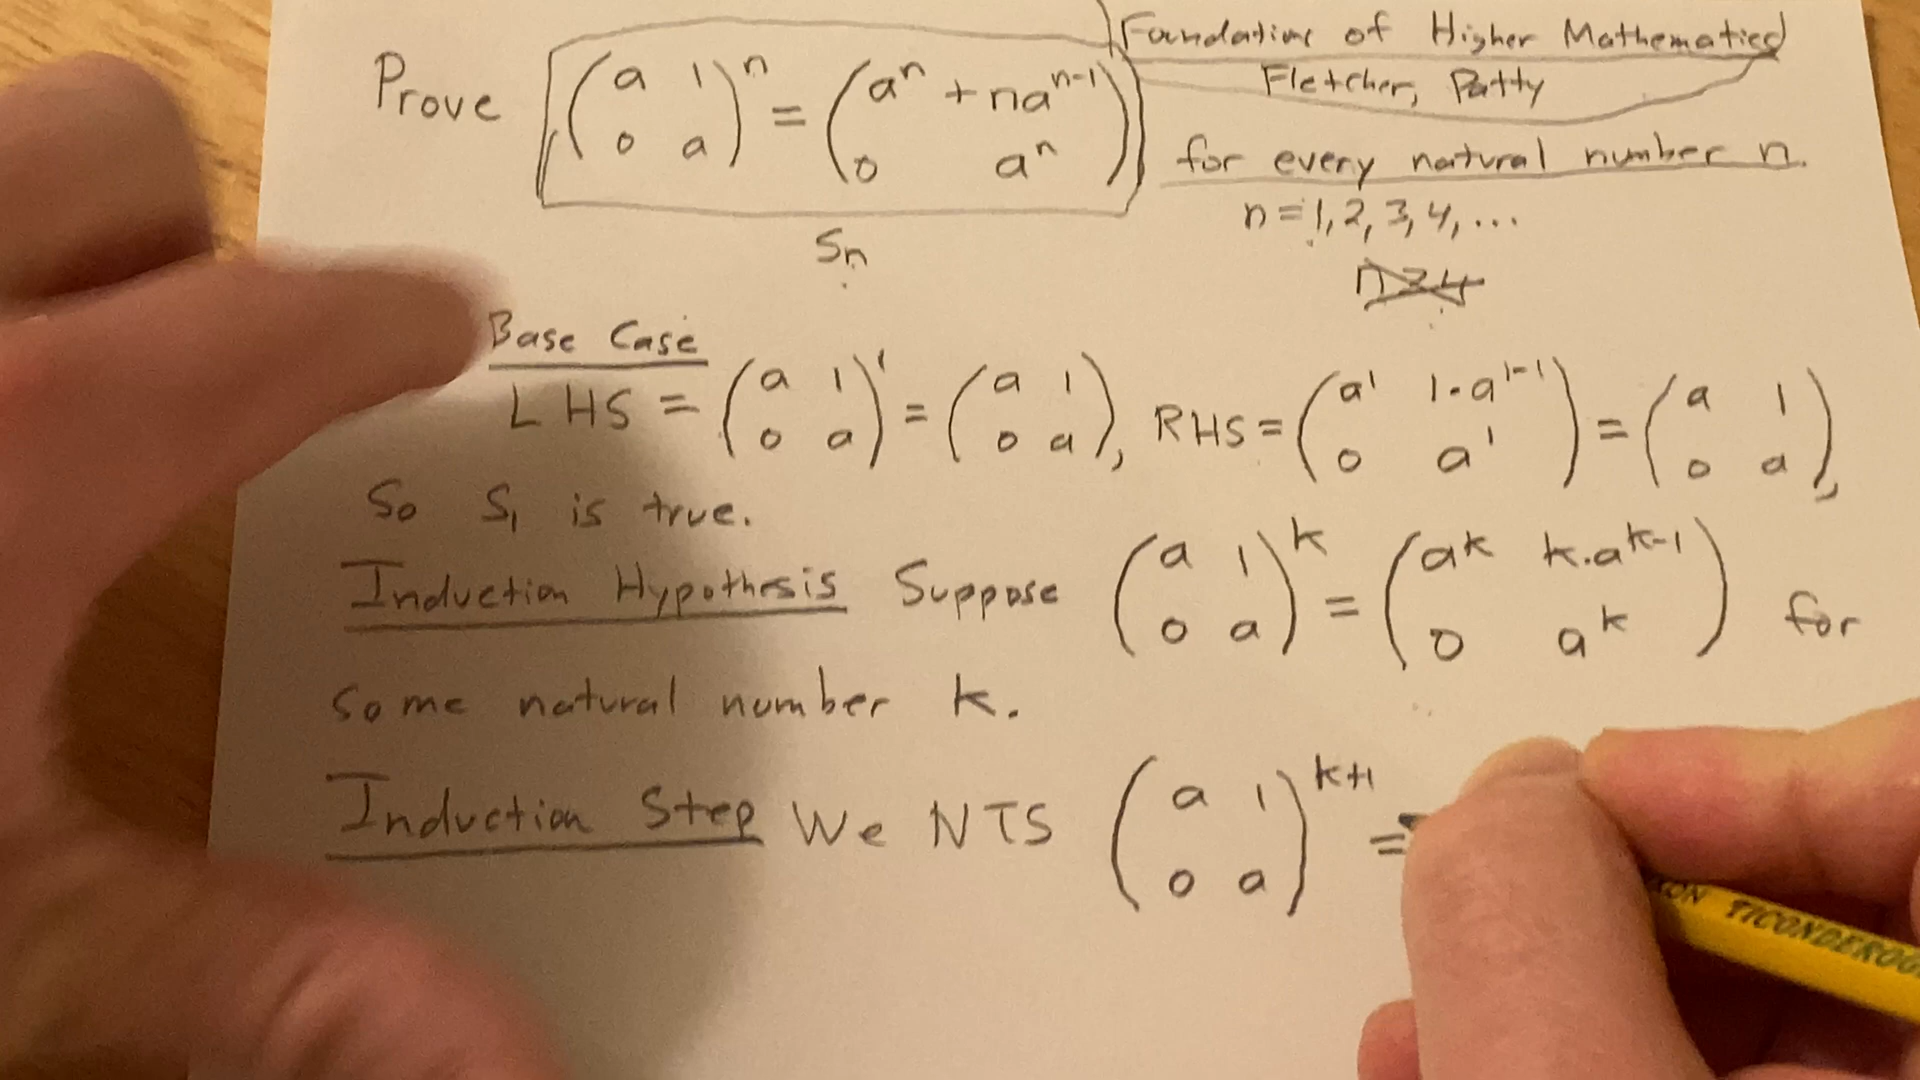 Foundations of Higher Mathematics
Fletcher, Patty
Prove (a 1 0 a)^n = (a^n + na^{n-1} 0 a^n) for every natural number n.
n = 1, 2, 3, 4, ...
S_n
n≥4
Base Case
LHS = (a 1 0 a)^1 = (a 1 0 a), RHS = (a^1 1·a^{1-1} 0 a^1) = (a 1 0 a),
So S_1 is true.
Induction Hypothesis Suppose (a 1 0 a)^k = (a^k k·a^{k-1} 0 a^k) for
some natural number k.
Induction Step We NTS (a 1 0 a)^{k+1} =
TICONDEROG